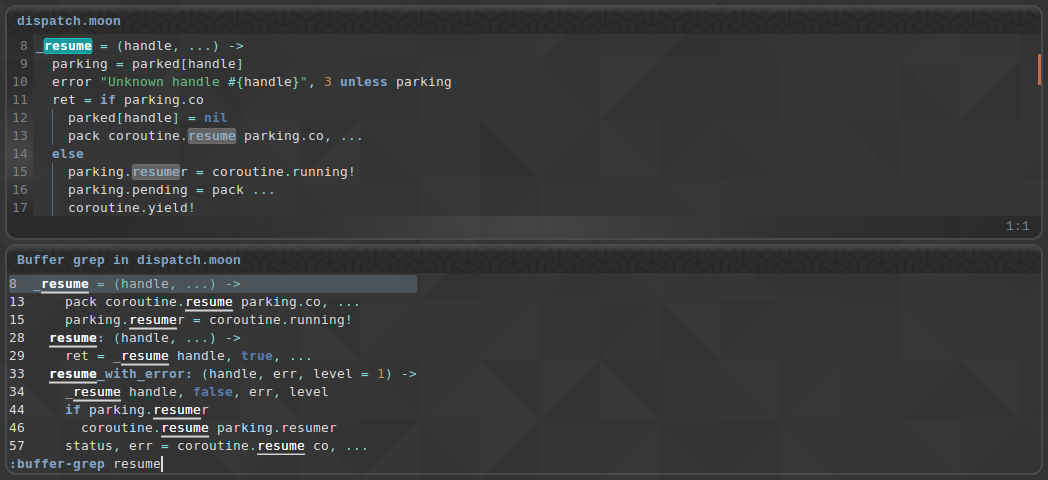 dispatch.moon
8 _resume = (handle, ...) ->
9   parking = parked[handle]
10   error "Unknown handle #{handle}", 3 unless parking
11   ret = if parking.co
12     parked[handle] = nil
13     pack coroutine.resume parking.co, ...
14   else
15     parking.resumer = coroutine.running!
16     parking.pending = pack ...
17     coroutine.yield!
1:1
Buffer grep in dispatch.moon
8  _resume = (handle, ...) ->
13     pack coroutine.resume parking.co, ...
15     parking.resumer = coroutine.running!
28   resume: (handle, ...) ->
29     ret = _resume handle, true, ...
33   resume_with_error: (handle, err, level = 1) ->
34     _resume handle, false, err, level
44     if parking.resumer
46       coroutine.resume parking.resumer
57     status, err = coroutine.resume co, ...
:buffer-grep resume